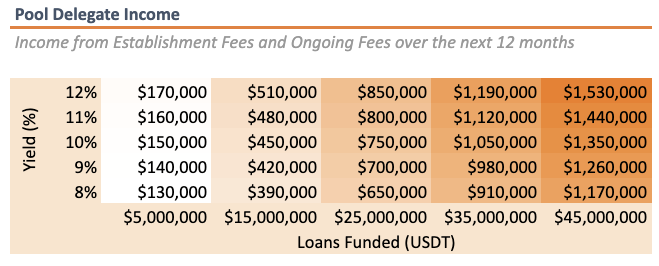 Pool Delegate Income
Income from Establishment Fees and Ongoing Fees over the next 12 months
Yield (%)
12% $170,000 $510,000 $850,000 $1,190,000 $1,530,000
11% $160,000 $480,000 $800,000 $1,120,000 $1,440,000
10% $150,000 $450,000 $750,000 $1,050,000 $1,350,000
9% $140,000 $420,000 $700,000 $980,000 $1,260,000
8% $130,000 $390,000 $650,000 $910,000 $1,170,000
$5,000,000 $15,000,000 $25,000,000 $35,000,000 $45,000,000
Loans Funded (USDT)